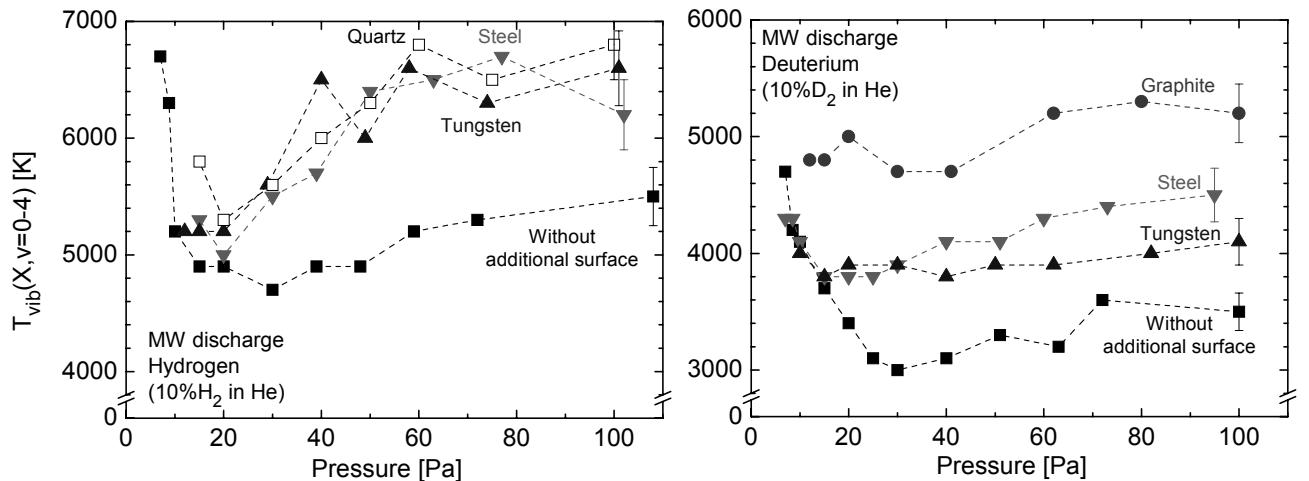 7000
6000
5000
4000
0
T_vib(X,v=0-4) [K]
Quartz
Steel
Tungsten
Without
additional surface
MW discharge
Hydrogen
(10%H₂ in He)
0 20 40 60 80 100
Pressure [Pa]
6000
5000
4000
3000
0
MW discharge
Deuterium
(10%D₂ in He)
Graphite
Steel
Tungsten
Without
additional surface
0 20 40 60 80 100
Pressure [Pa]